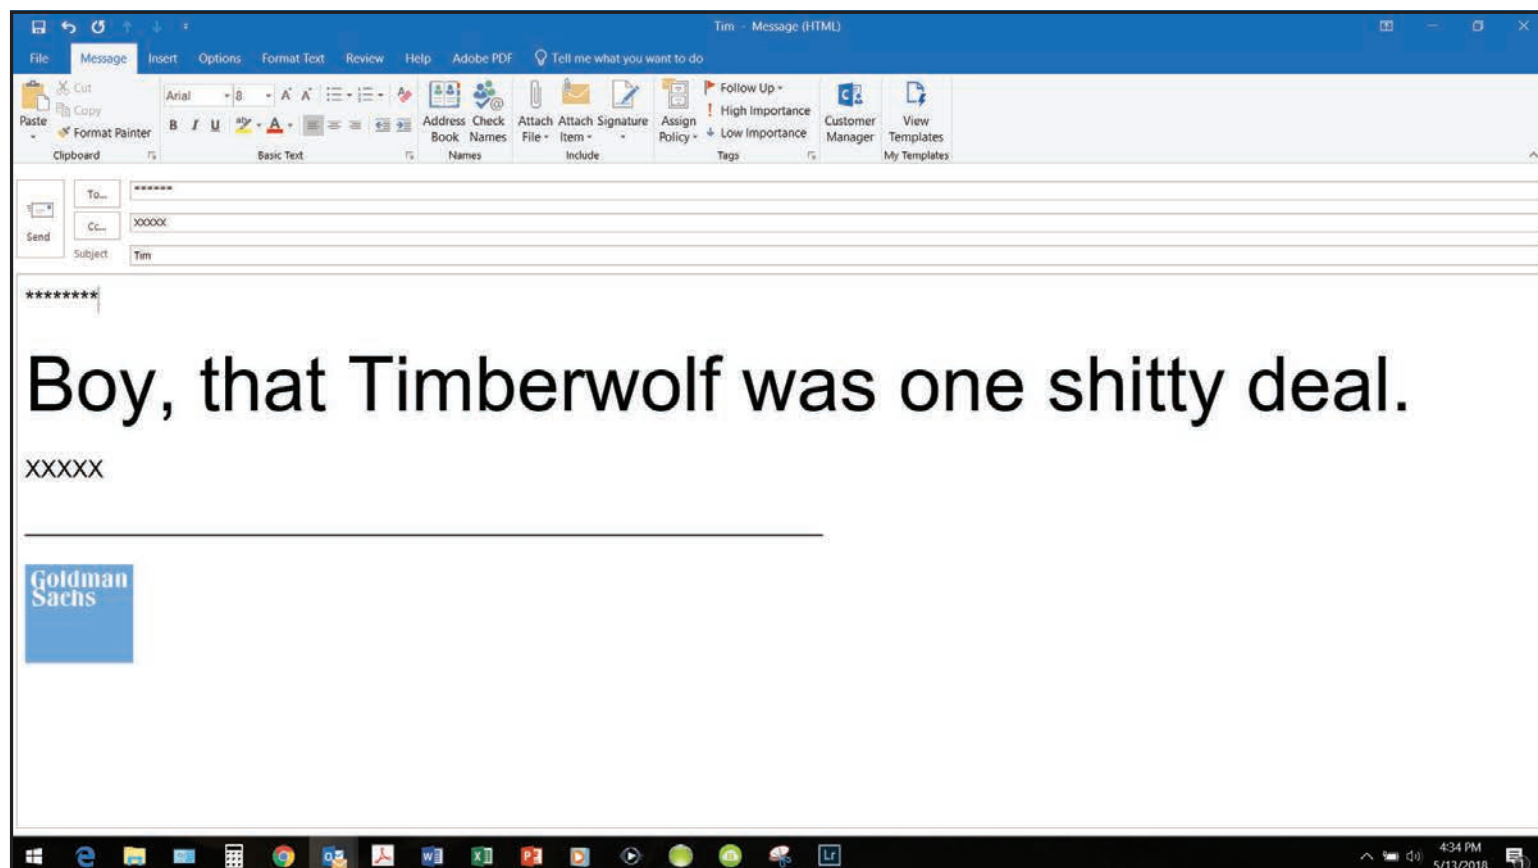 Tim - Message (HTML)
File Message Insert Options Format Text Review Help Adobe PDF Tell me what you want to do
Cut
Copy
Paste
Format Painter
Clipboard
Arial 8
B I U
Basic Text
Address Book
Check Names
Names
Attach File
Attach Item
Signature
Include
Assign Policy
Follow Up
High Importance
Low Importance
Tags
Customer Manager
View Templates
My Templates
Send
To... ******
Cc... xxxxx
Subject Tim
********
Boy, that Timberwolf was one shitty deal.
xxxxx
Goldman
Sachs
4:34 PM
5/13/2018